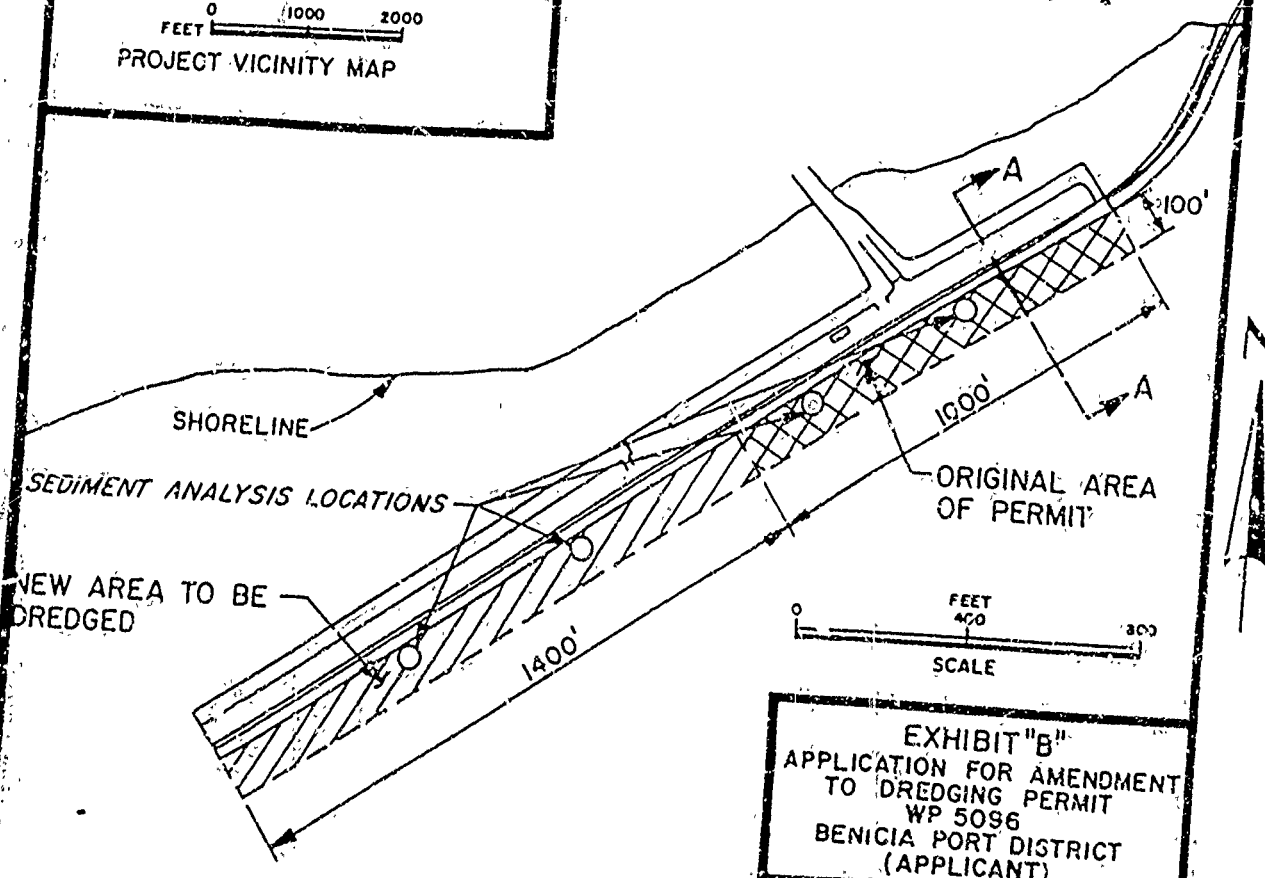 0 1000 2000
FEET
PROJECT VICINITY MAP
A
100'
SHORELINE
A
1000'
SEDIMENT ANALYSIS LOCATIONS
ORIGINAL AREA
OF PERMIT
NEW AREA TO BE
DREDGED
1400'
FEET
0 400 800
SCALE
EXHIBIT "B"
APPLICATION FOR AMENDMENT
TO DREDGING PERMIT
WP 5096
BENICIA PORT DISTRICT
(APPLICANT)